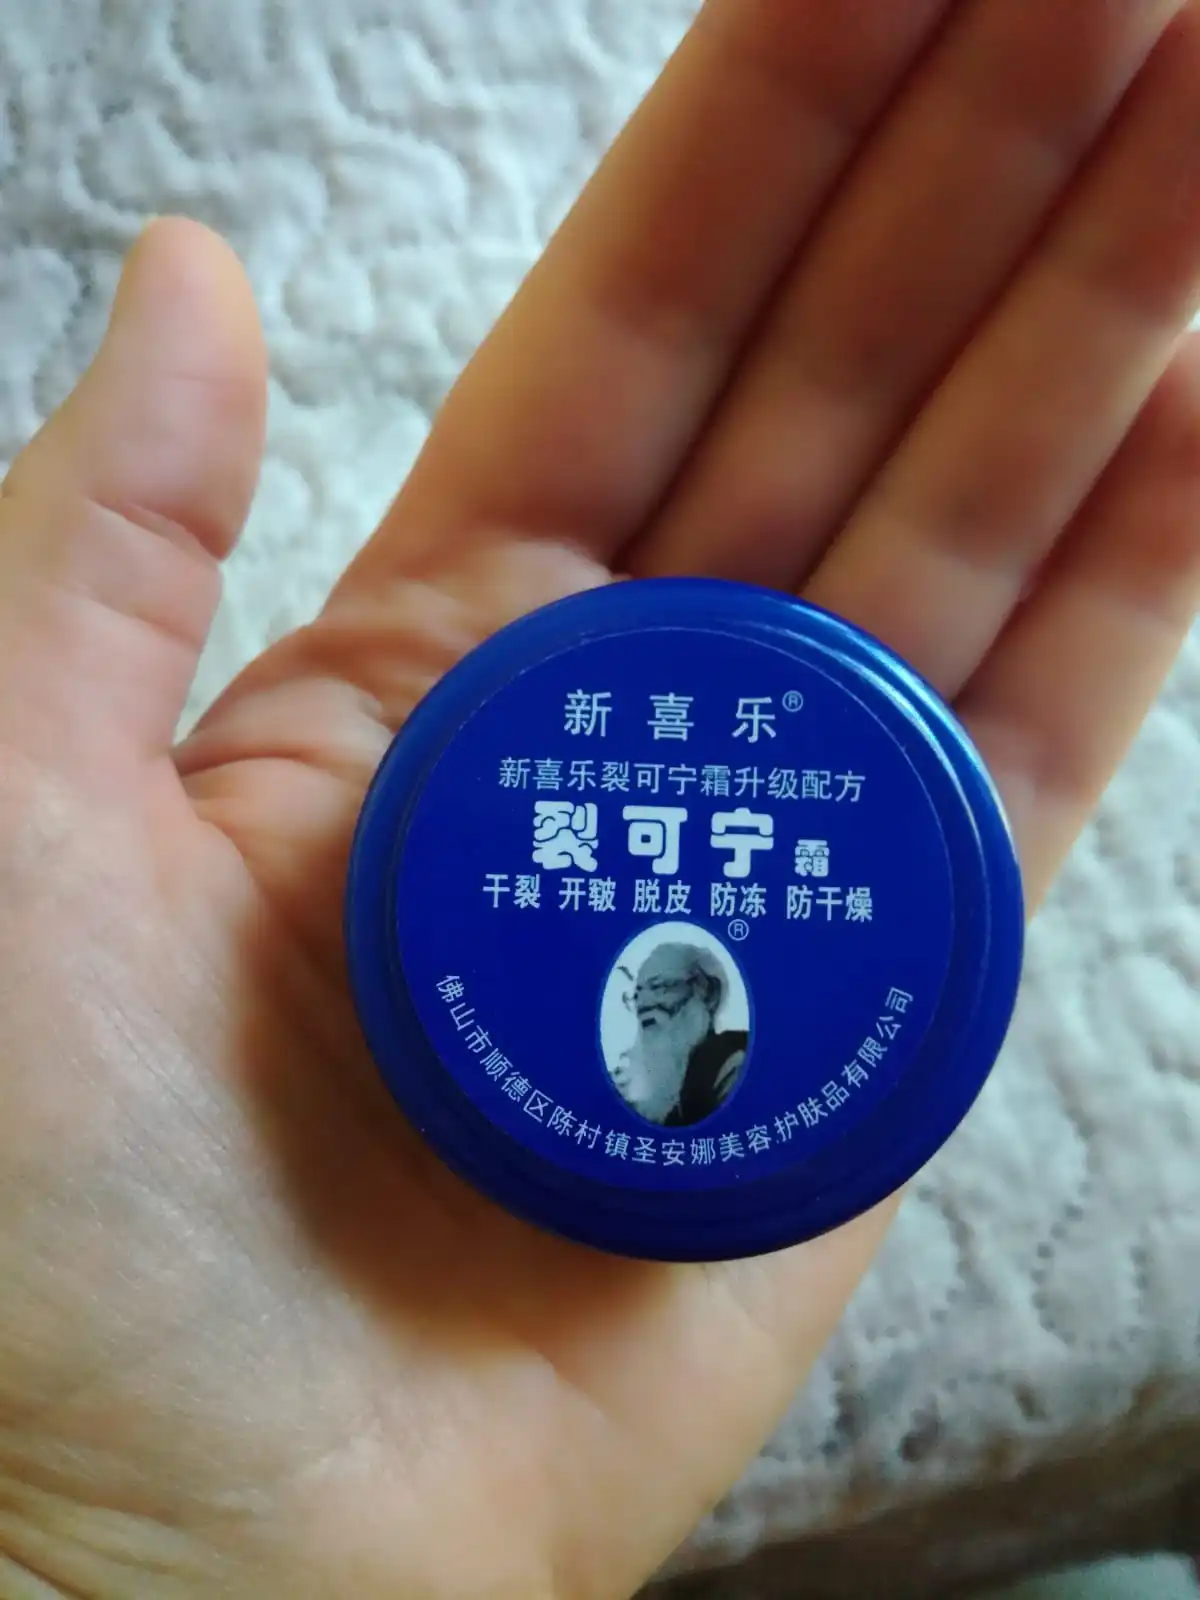 新喜乐®
新喜乐裂可宁霜升级配方
裂可宁霜
干裂 开皲 脱皮 防冻 防干燥
®
佛山市顺德区陈村镇圣安娜美容护肤品有限公司